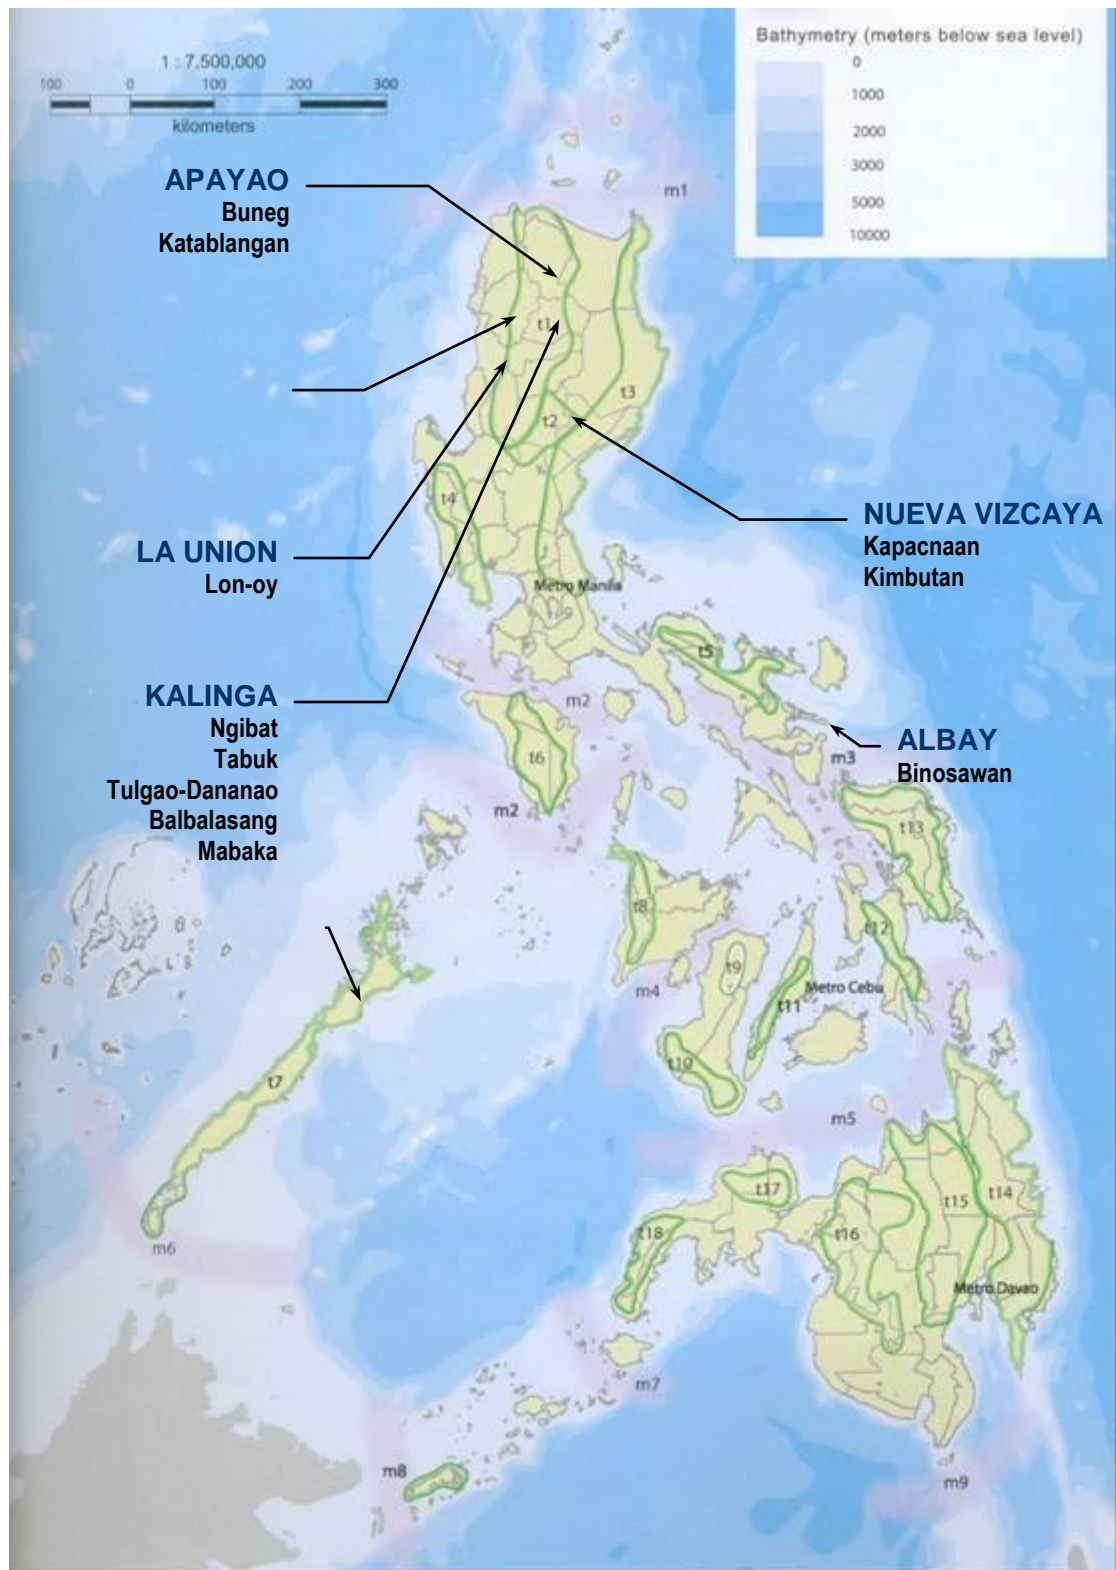 Bathymetry (meters below sea level)
0
1000
2000
3000
5000
10000
1 : 7,500,000
100 0 100 200 300
kilometers
APAYAO
Buneg
Katablangan
m1
t1
t3
t2
t4
NUEVA VIZCAYA
Kapacnaan
Kimbutan
LA UNION
Lon-oy
Metro Manila
t5
KALINGA
Ngibat
Tabuk
Tulgao-Dananao
Balbalasang
Mabaka
m2
t6
m2
ALBAY
Binosawan
m3
t13
t8
t12
t9
m4
Metro Cebu
t11
t10
t7
m5
t17
t15
t14
t18
t16
m6
Metro Davao
m7
m8
m9